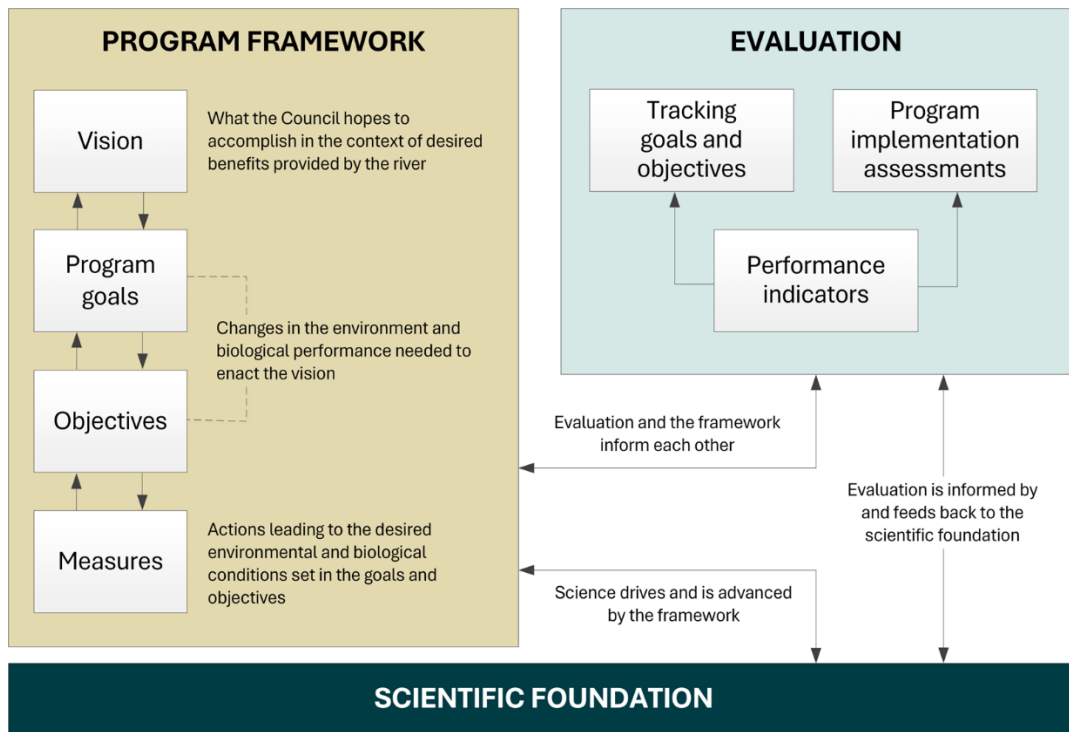 PROGRAM FRAMEWORK
Vision
What the Council hopes to
accomplish in the context of desired
benefits provided by the river
Program
goals
Changes in the environment and
biological performance needed to
enact the vision
Objectives
Measures
Actions leading to the desired
environmental and biological
conditions set in the goals and
objectives
EVALUATION
Tracking
goals and
objectives
Program
implementation
assessments
Performance
indicators
Evaluation and the framework
inform each other
Evaluation is informed by
and feeds back to the
scientific foundation
Science drives and is advanced
by the framework
SCIENTIFIC FOUNDATION